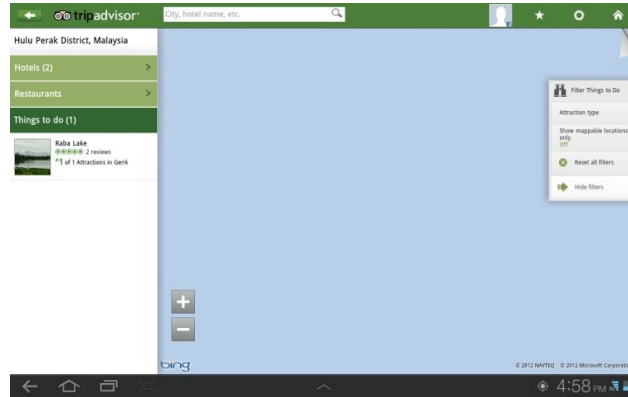 tripadvisor
City, hotel name, etc.
Hulu Perak District, Malaysia
Hotels (2)
Restaurants
Things to do (1)
Raba Lake
2 reviews
#1 of 1 Attractions in Gerik
Filter Things to Do
Attraction type
Show mappable locations
only
Off
Reset all filters
Hide filters
bing
© 2012 NAVTEQ © 2012 Microsoft Corporati
4:58 PM